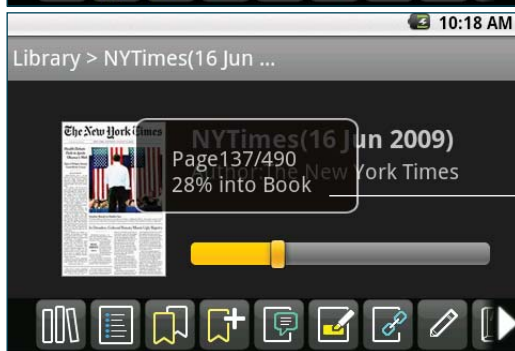 10:18 AM
Library > NYTimes(16 Jun ...
The New York Times
NYTimes(16 Jun 2009)
Page137/490
Author:The New York Times
28% into Book